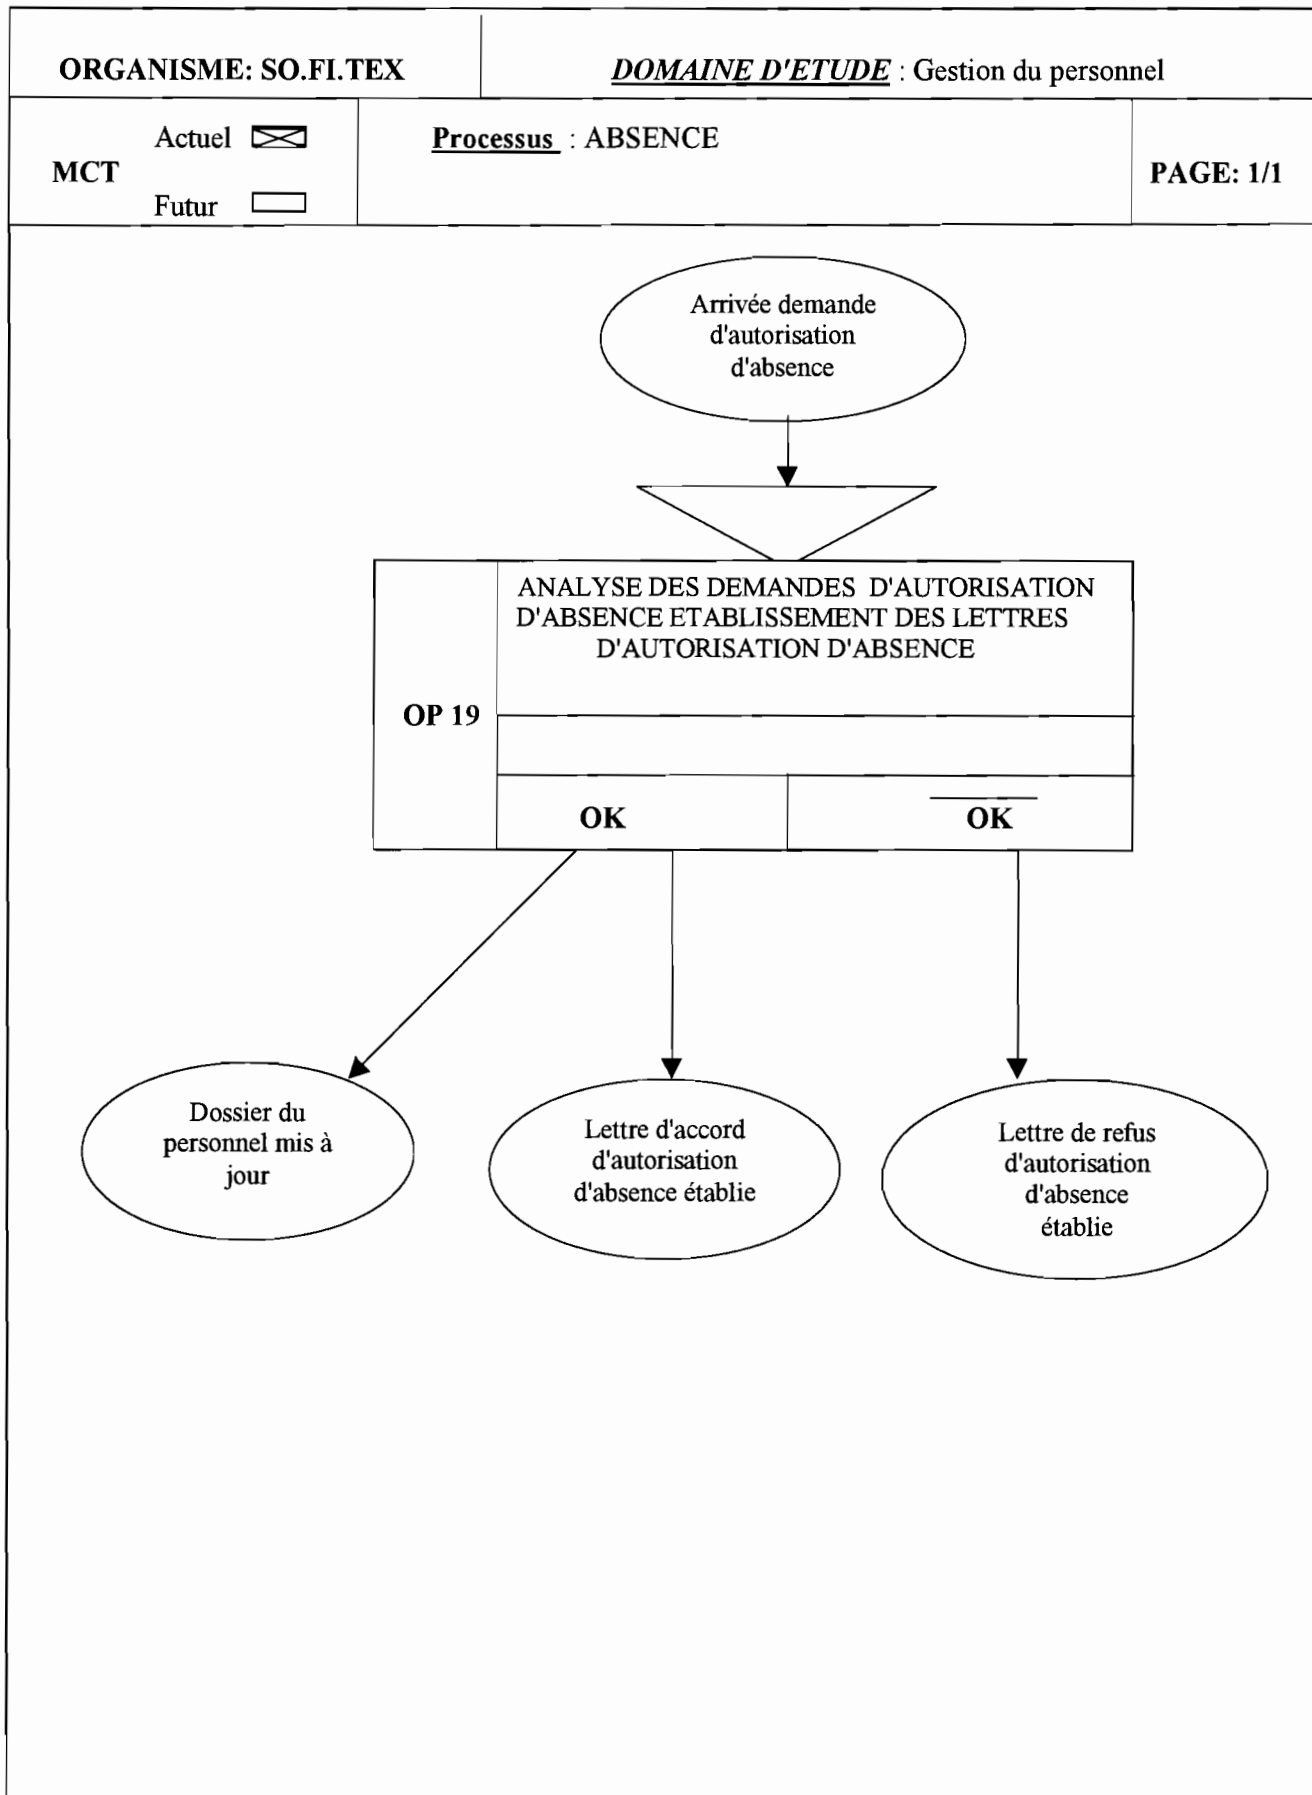 ORGANISME: SO.FI.TEX
DOMAINE D'ETUDE : Gestion du personnel
MCT
Actuel
Futur
Processus : ABSENCE
PAGE: 1/1
Arrivée demande
d'autorisation
d'absence
OP 19
ANALYSE DES DEMANDES D'AUTORISATION
D'ABSENCE ETABLISSEMENT DES LETTRES
D'AUTORISATION D'ABSENCE
OK
OK
Dossier du
personnel mis à
jour
Lettre d'accord
d'autorisation
d'absence établie
Lettre de refus
d'autorisation
d'absence
établie